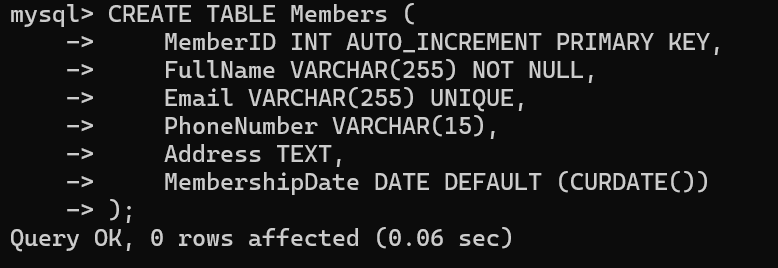 mysql> CREATE TABLE Members (
    ->     MemberID INT AUTO_INCREMENT PRIMARY KEY,
    ->     FullName VARCHAR(255) NOT NULL,
    ->     Email VARCHAR(255) UNIQUE,
    ->     PhoneNumber VARCHAR(15),
    ->     Address TEXT,
    ->     MembershipDate DATE DEFAULT (CURDATE())
    -> );
Query OK, 0 rows affected (0.06 sec)